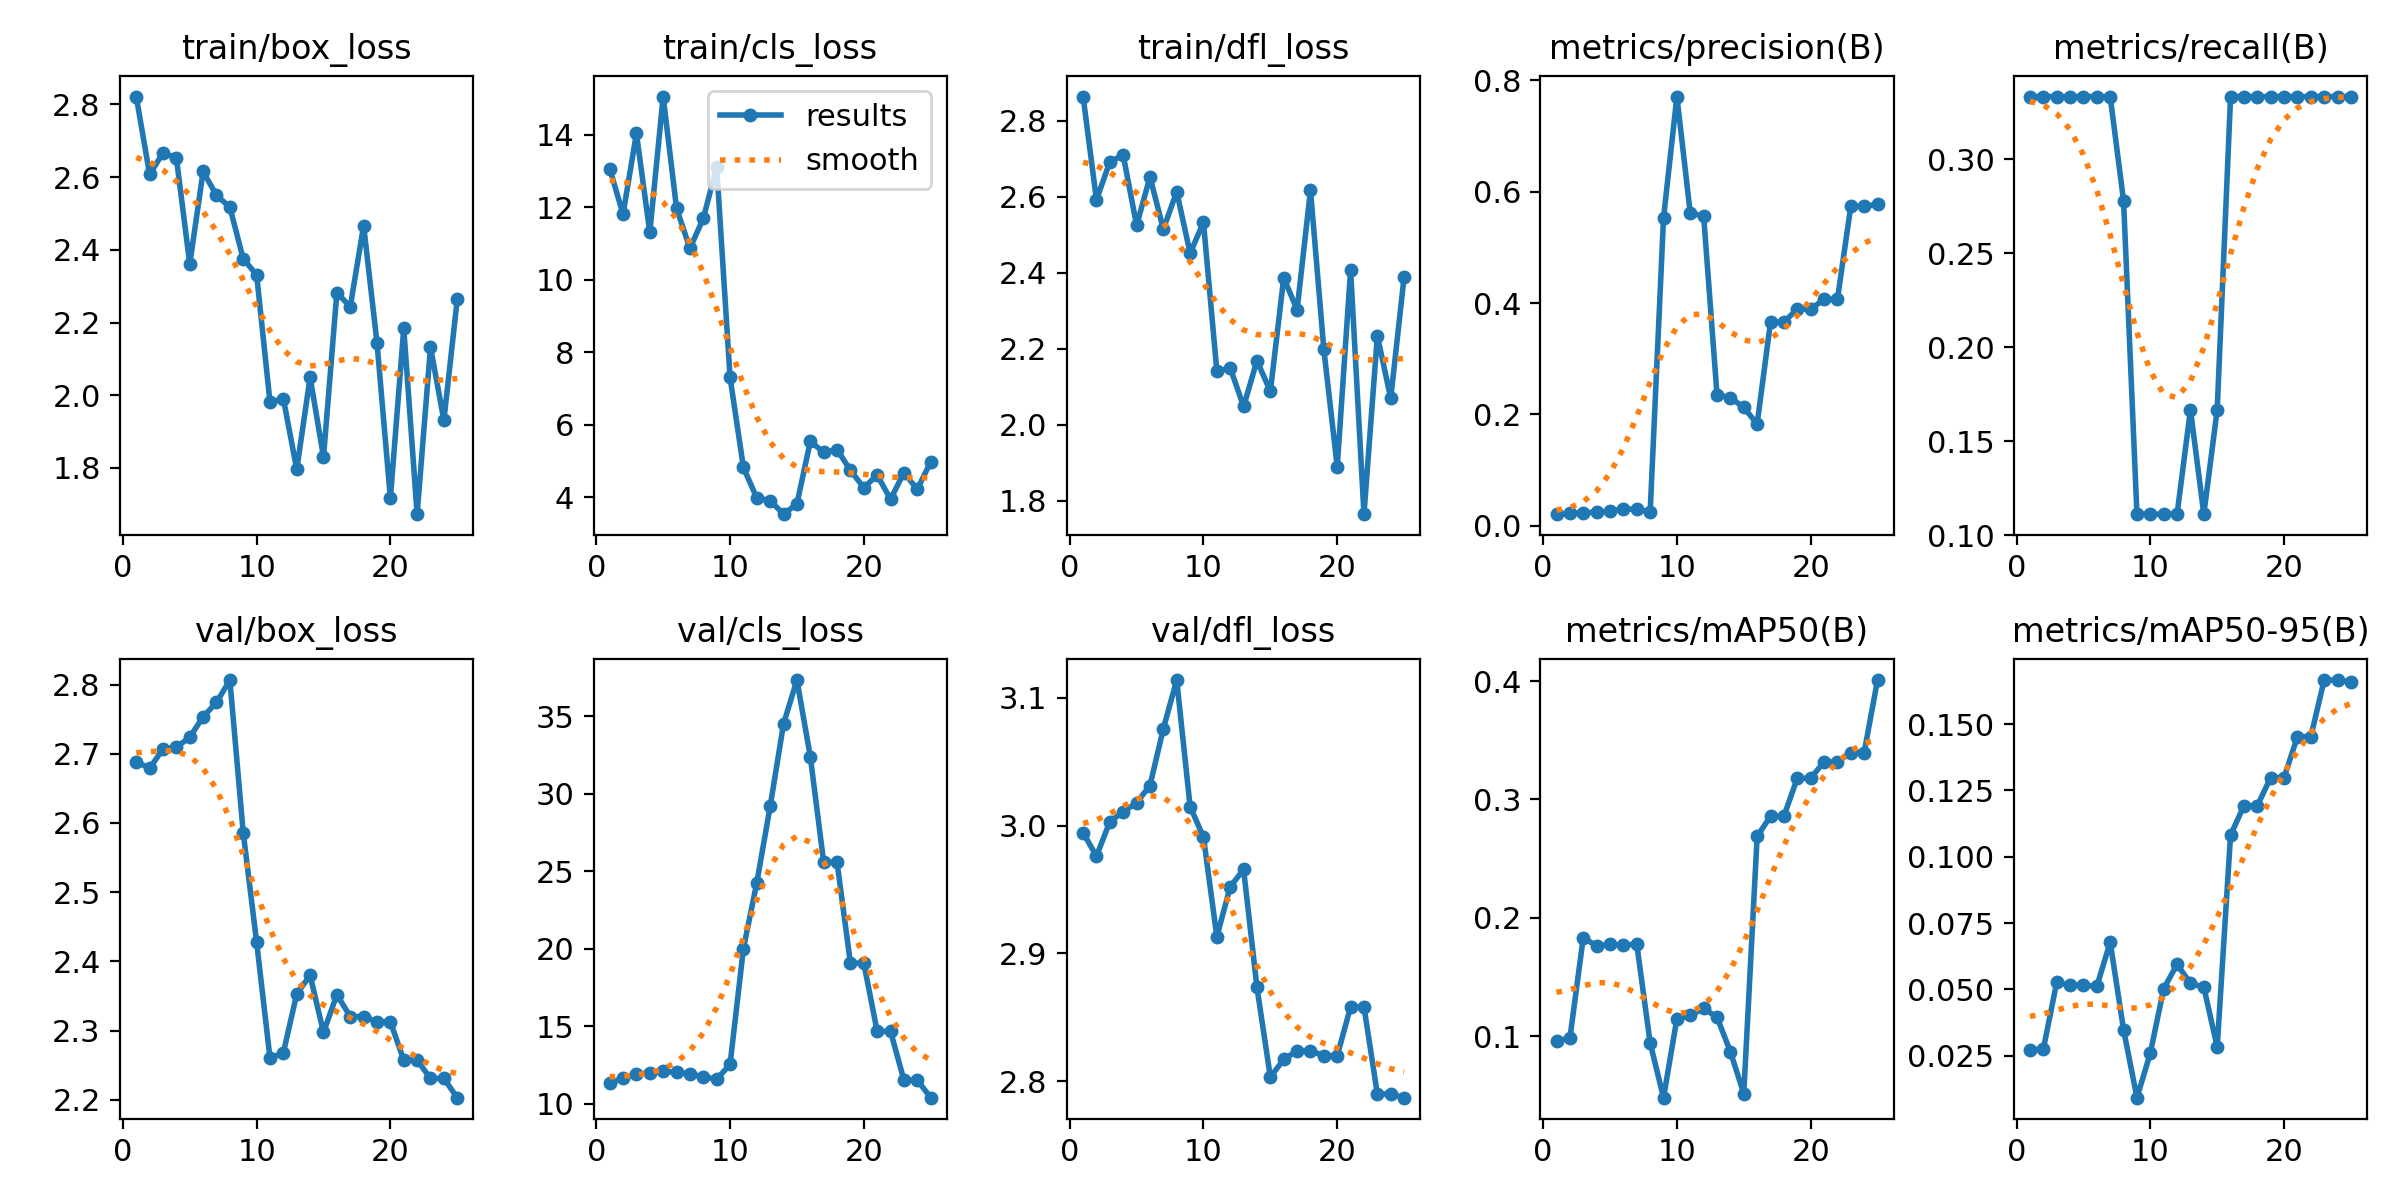 train/box_loss
train/cls_loss
train/dfl_loss
metrics/precision(B)
metrics/recall(B)
2.8
2.6
2.4
2.2
2.0
1.8
0 10 20
14
12
10
8
6
4
0 10 20
results
smooth
2.8
2.6
2.4
2.2
2.0
1.8
0 10 20
0.8
0.6
0.4
0.2
0.0
0 10 20
0.30
0.25
0.20
0.15
0.10
0 10 20
val/box_loss
val/cls_loss
val/dfl_loss
metrics/mAP50(B)
metrics/mAP50-95(B)
2.8
2.7
2.6
2.5
2.4
2.3
2.2
0 10 20
35
30
25
20
15
10
0 10 20
3.1
3.0
2.9
2.8
0 10 20
0.4
0.3
0.2
0.1
0 10 20
0.150
0.125
0.100
0.075
0.050
0.025
0 10 20